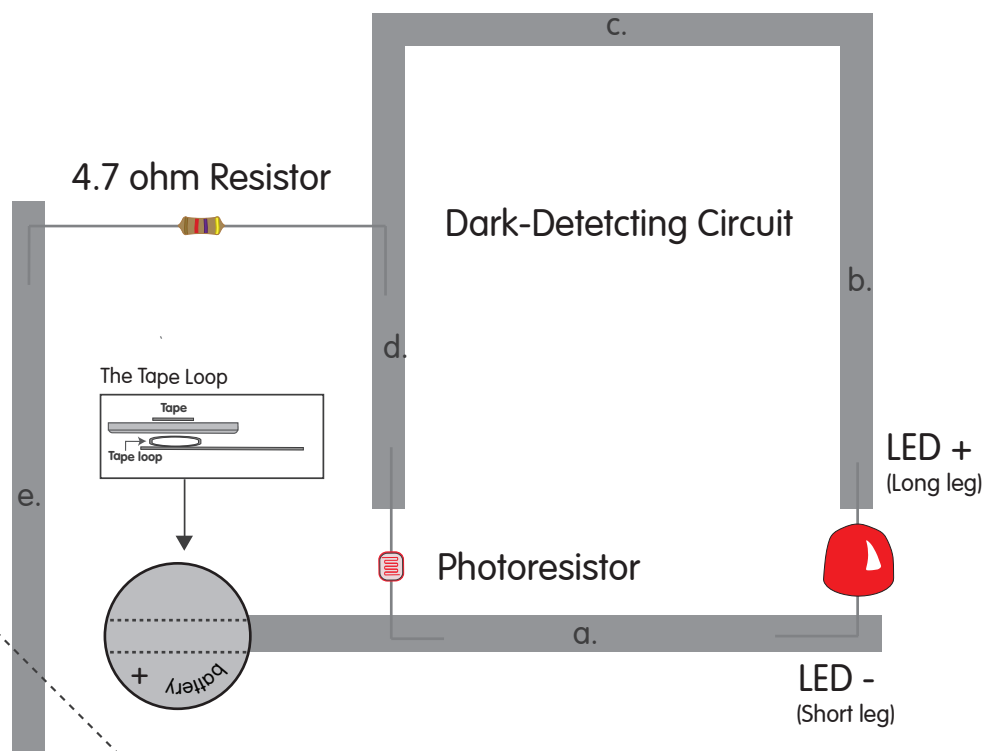 c.
4.7 ohm Resistor
Dark-Detetcting Circuit
b.
d.
The Tape Loop
Tape
Tape loop
LED +
(Long leg)
e.
Photoresistor
a.
+
battery
LED -
(Short leg)